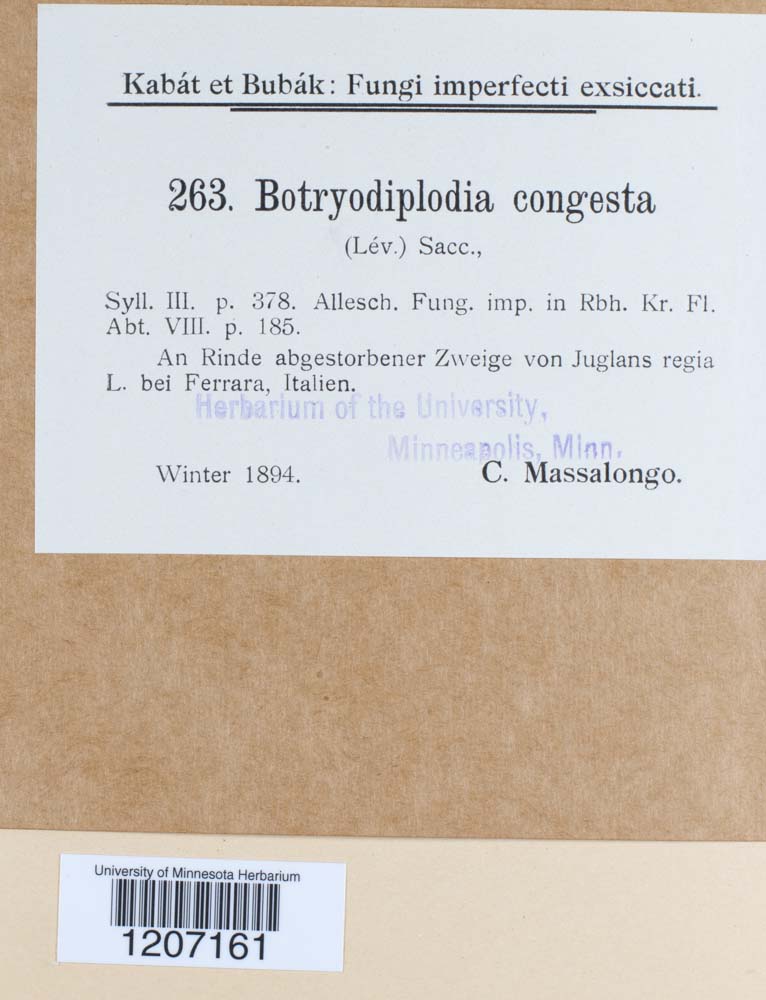 Kabát et Bubák: Fungi imperfecti exsiccati.
263. Botryodiplodia congesta
(Lév.) Sacc.,
Syll. III. p. 378. Allesch. Fung. imp. in Rbh. Kr. Fl.
Abt. VIII. p. 185.
An Rinde abgestorbener Zweige von Juglans regia
L. bei Ferrara, Italien.
Herbarium of the University,
Minneapolis, Minn.
Winter 1894. C. Massalongo.
University of Minnesota Herbarium
1207161